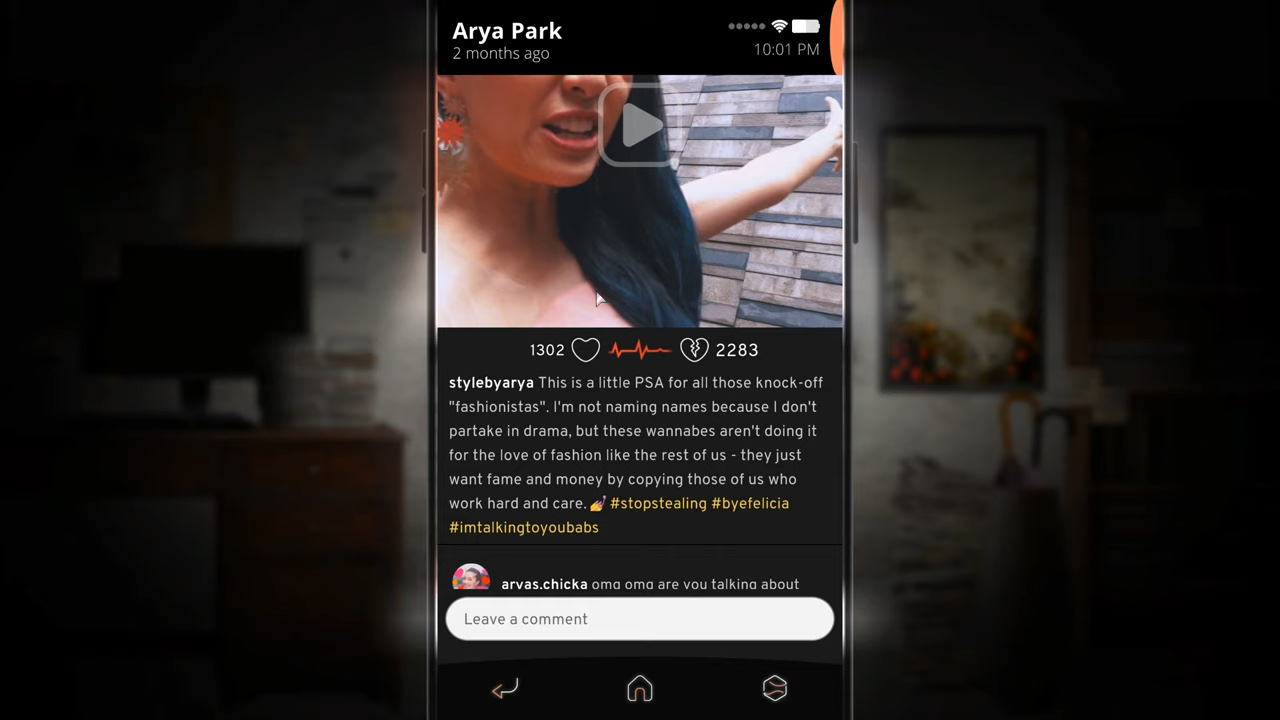 Arya Park
2 months ago
10:01 PM
1302 2283
stylebyarya This is a little PSA for all those knock-off
"fashionistas". I'm not naming names because I don't
partake in drama, but these wannabes aren't doing it
for the love of fashion like the rest of us - they just
want fame and money by copying those of us who
work hard and care. 💅 #stopstealing #byefelicia
#imtalkingtoyoubabs
aryas.chicka omg omg are you talking about
Leave a comment